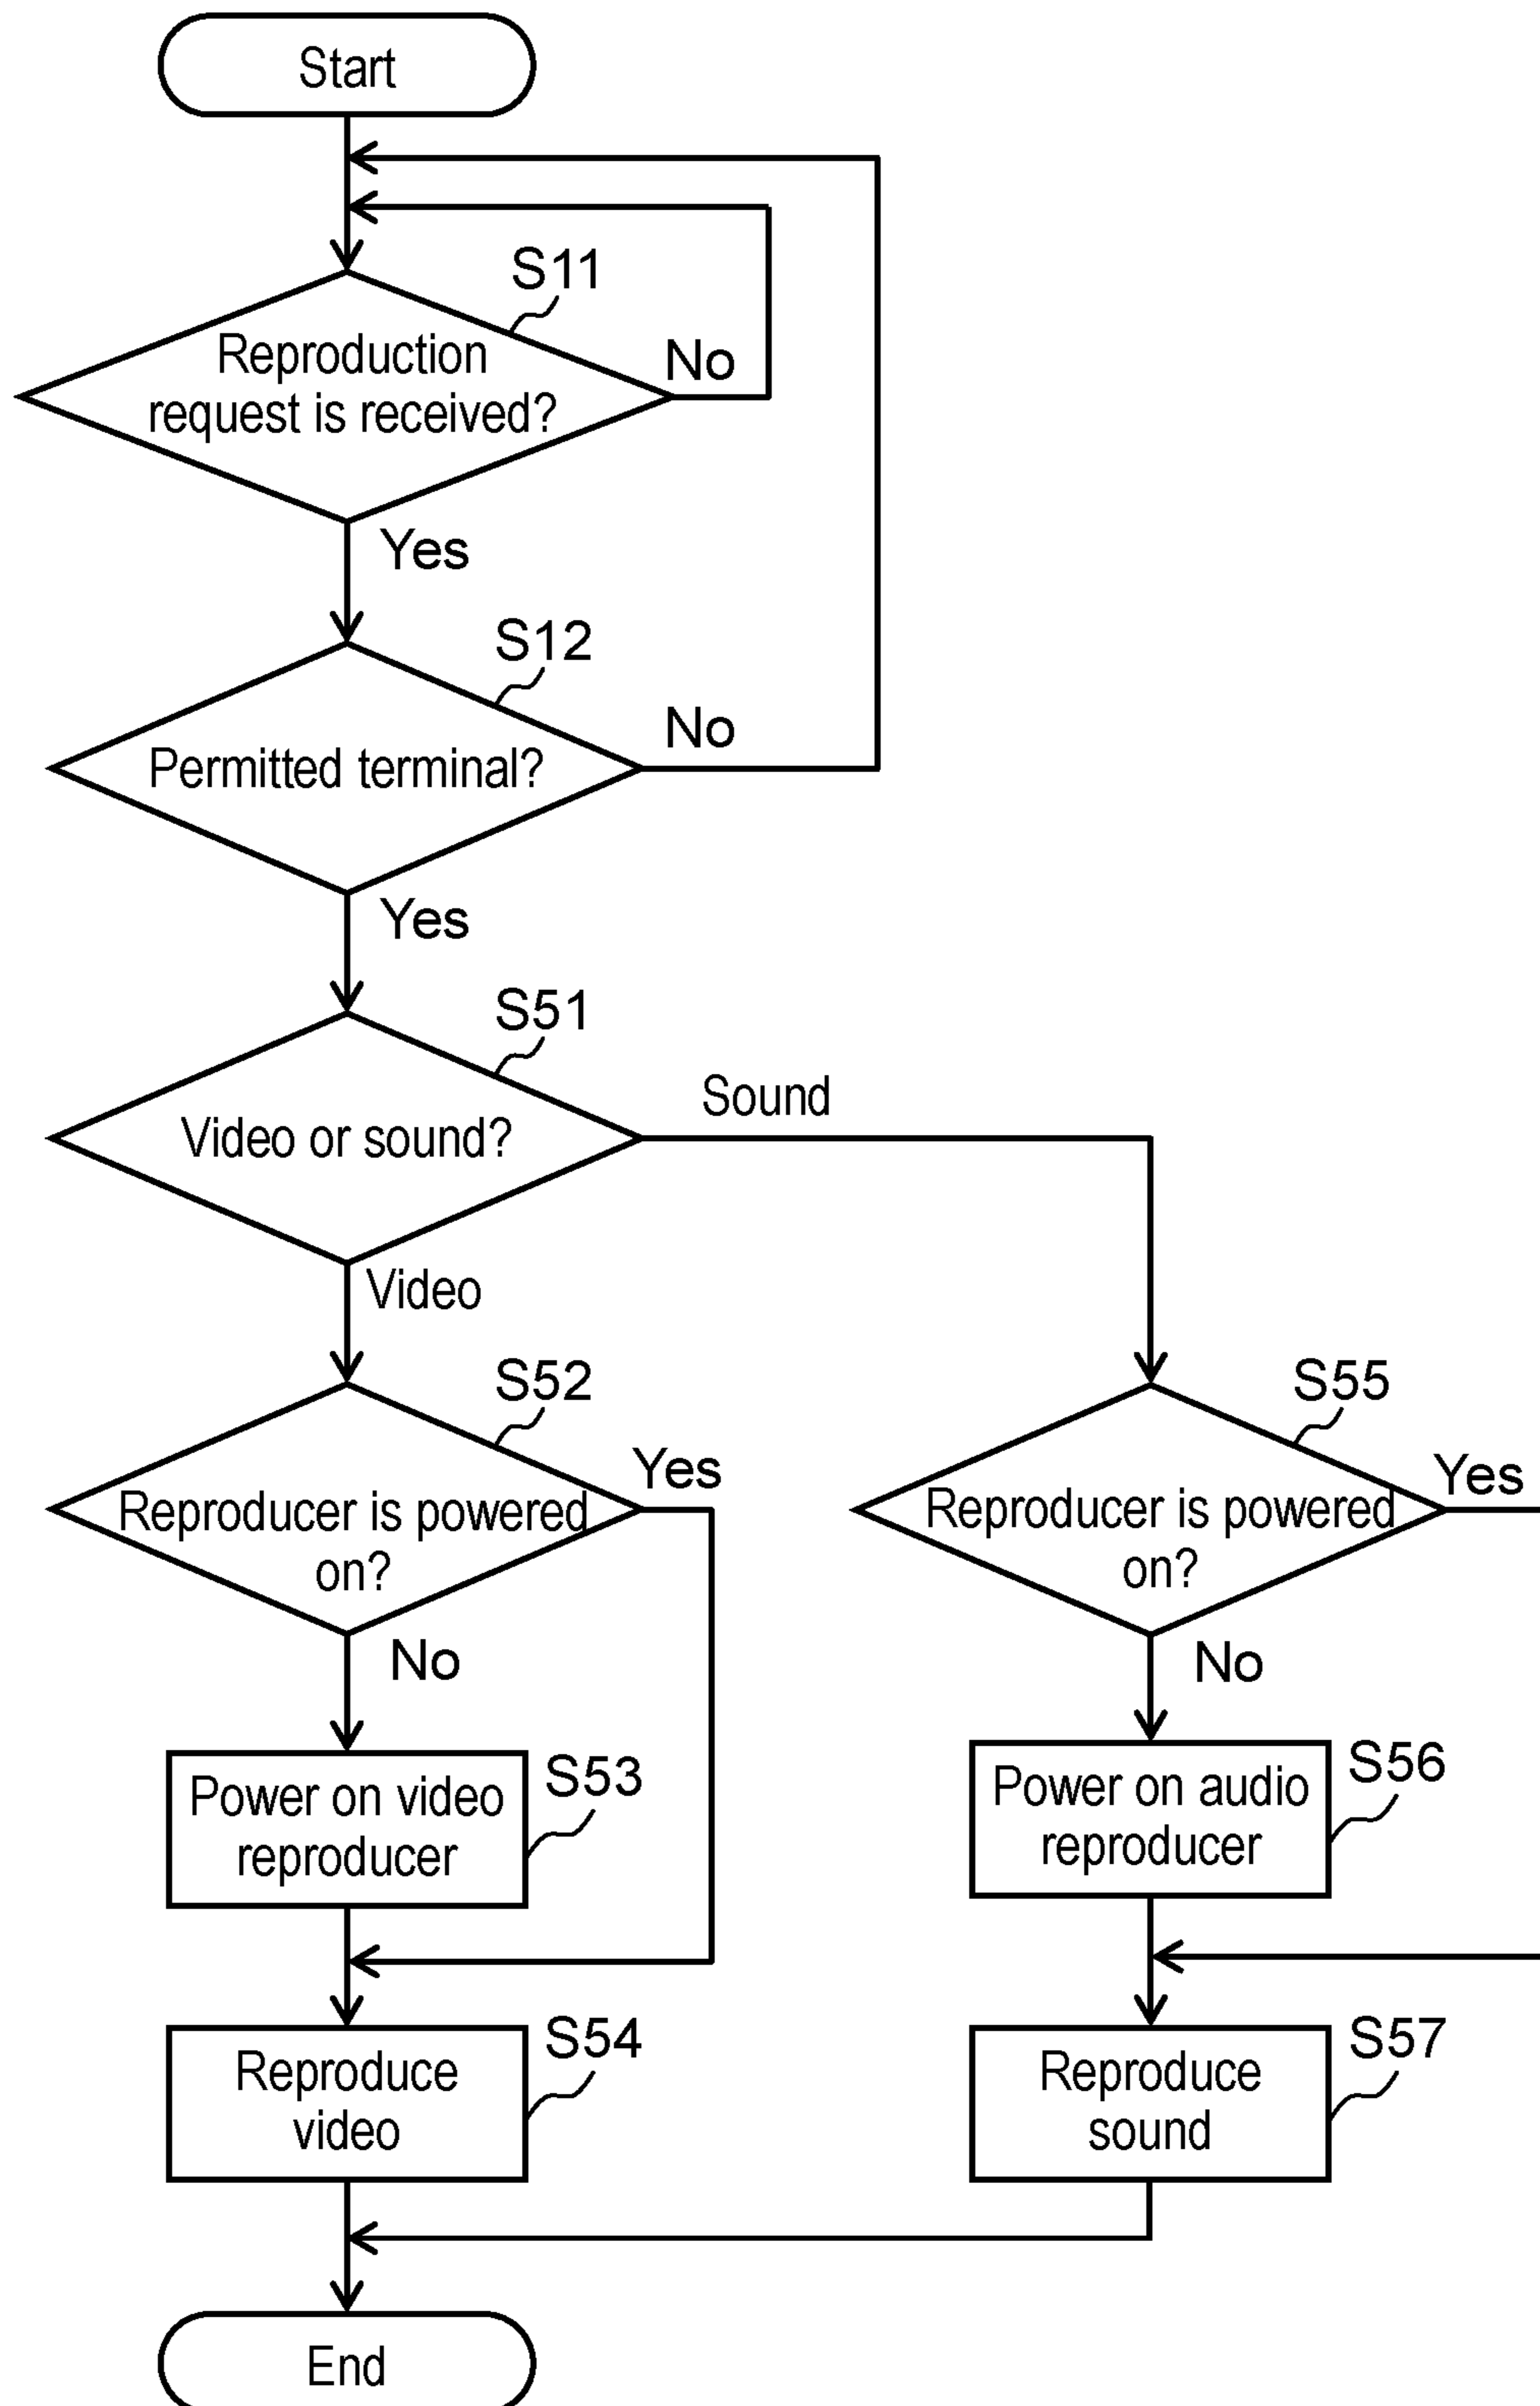 Start
S11
Reproduction
request is received?
No
Yes
S12
Permitted terminal?
No
Yes
S51
Video or sound?
Sound
Video
S52
Reproducer is powered
on?
Yes
No
S53
Power on video
reproducer
S54
Reproduce
video
S55
Reproducer is powered
on?
Yes
No
S56
Power on audio
reproducer
S57
Reproduce
sound
End